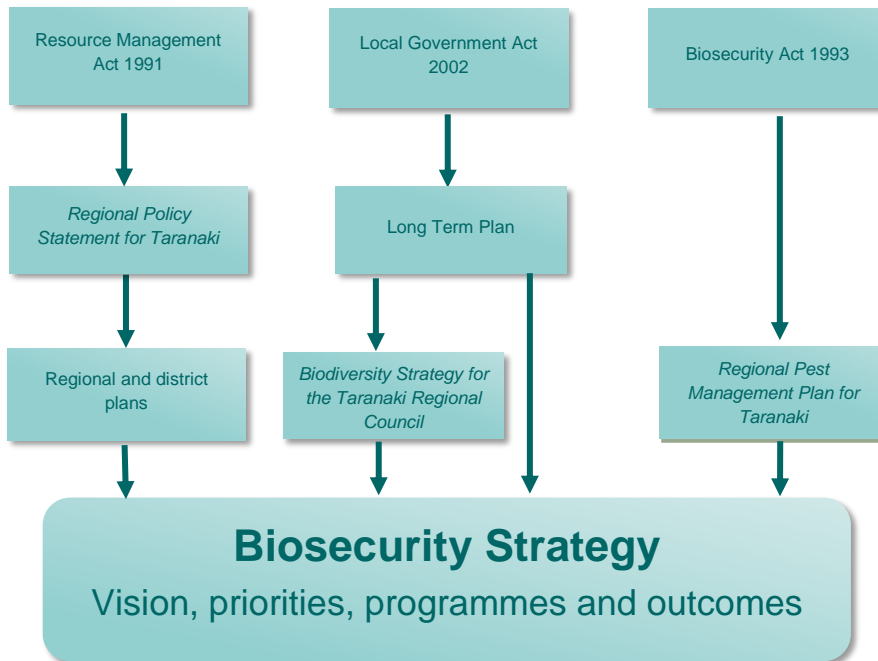 Resource Management
Act 1991
Local Government Act
2002
Biosecurity Act 1993
Regional Policy
Statement for Taranaki
Long Term Plan
Regional and district
plans
Biodiversity Strategy for
the Taranaki Regional
Council
Regional Pest
Management Plan for
Taranaki
Biosecurity Strategy
Vision, priorities, programmes and outcomes